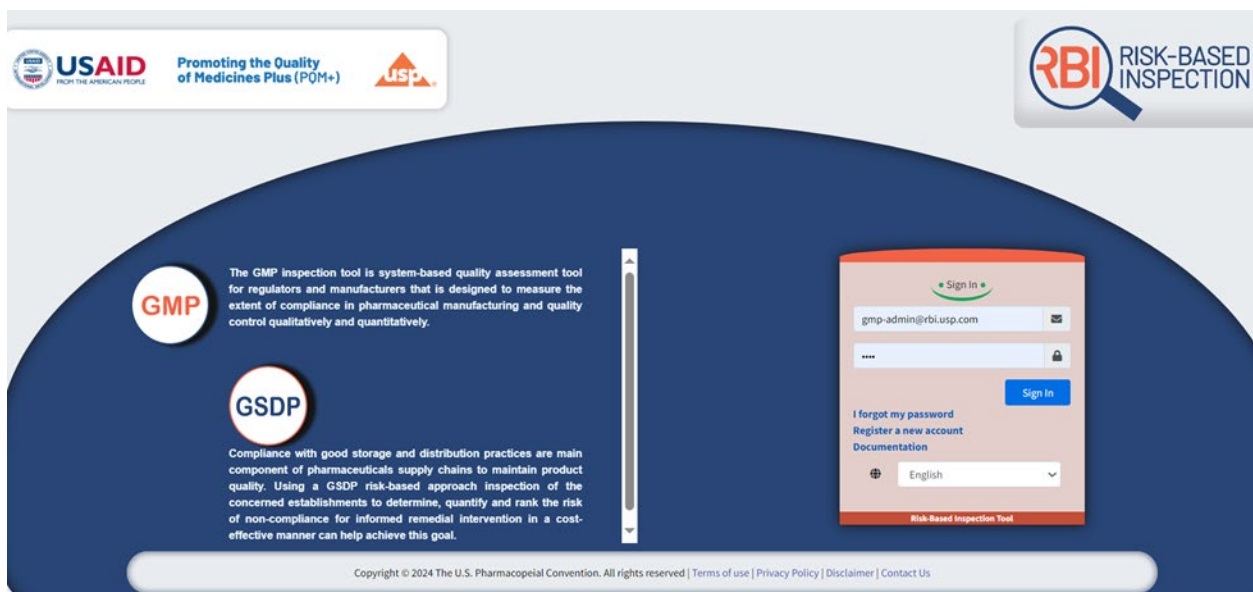 USAID
FROM THE AMERICAN PEOPLE
Promoting the Quality
of Medicines Plus (PQM+)
usp
RBI
RISK-BASED
INSPECTION
GMP
The GMP inspection tool is system-based quality assessment tool
for regulators and manufacturers that is designed to measure the
extent of compliance in pharmaceutical manufacturing and quality
control qualitatively and quantitatively.
GSDP
Compliance with good storage and distribution practices are main
component of pharmaceuticals supply chains to maintain product
quality. Using a GSDP risk-based approach inspection of the
concerned establishments to determine, quantify and rank the risk
of non-compliance for informed remedial intervention in a cost-
effective manner can help achieve this goal.
• Sign In •
gmp-admin@rbi.usp.com
••••
Sign In
I forgot my password
Register a new account
Documentation
English
Risk-Based Inspection Tool
Copyright © 2024 The U.S. Pharmacopeial Convention. All rights reserved | Terms of use | Privacy Policy | Disclaimer | Contact Us